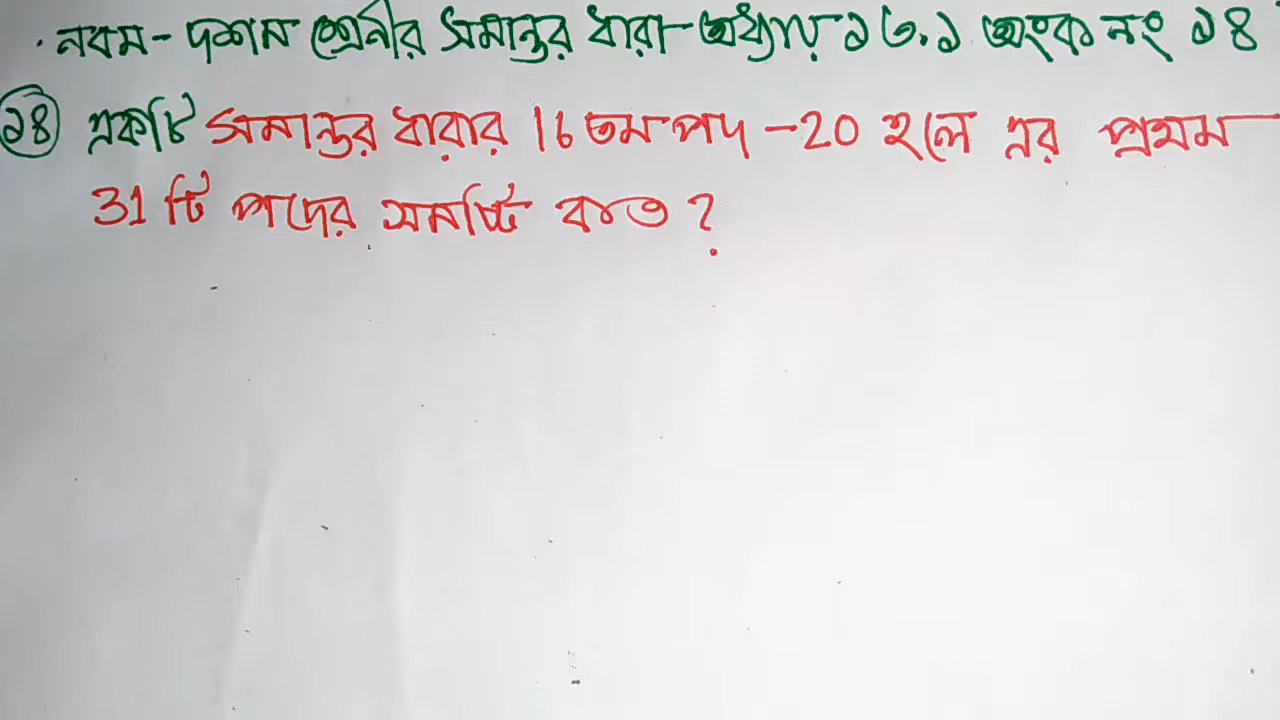 নবম - দশম শ্রেনীর সমান্তর ধারা - অধ্যায় ১৩.১ অংক নং ১৪
১৪ একটি সমান্তর ধারার 16 তম পদ -20 হলে এর প্রথম
31 টি পদের সমষ্টি কত ?